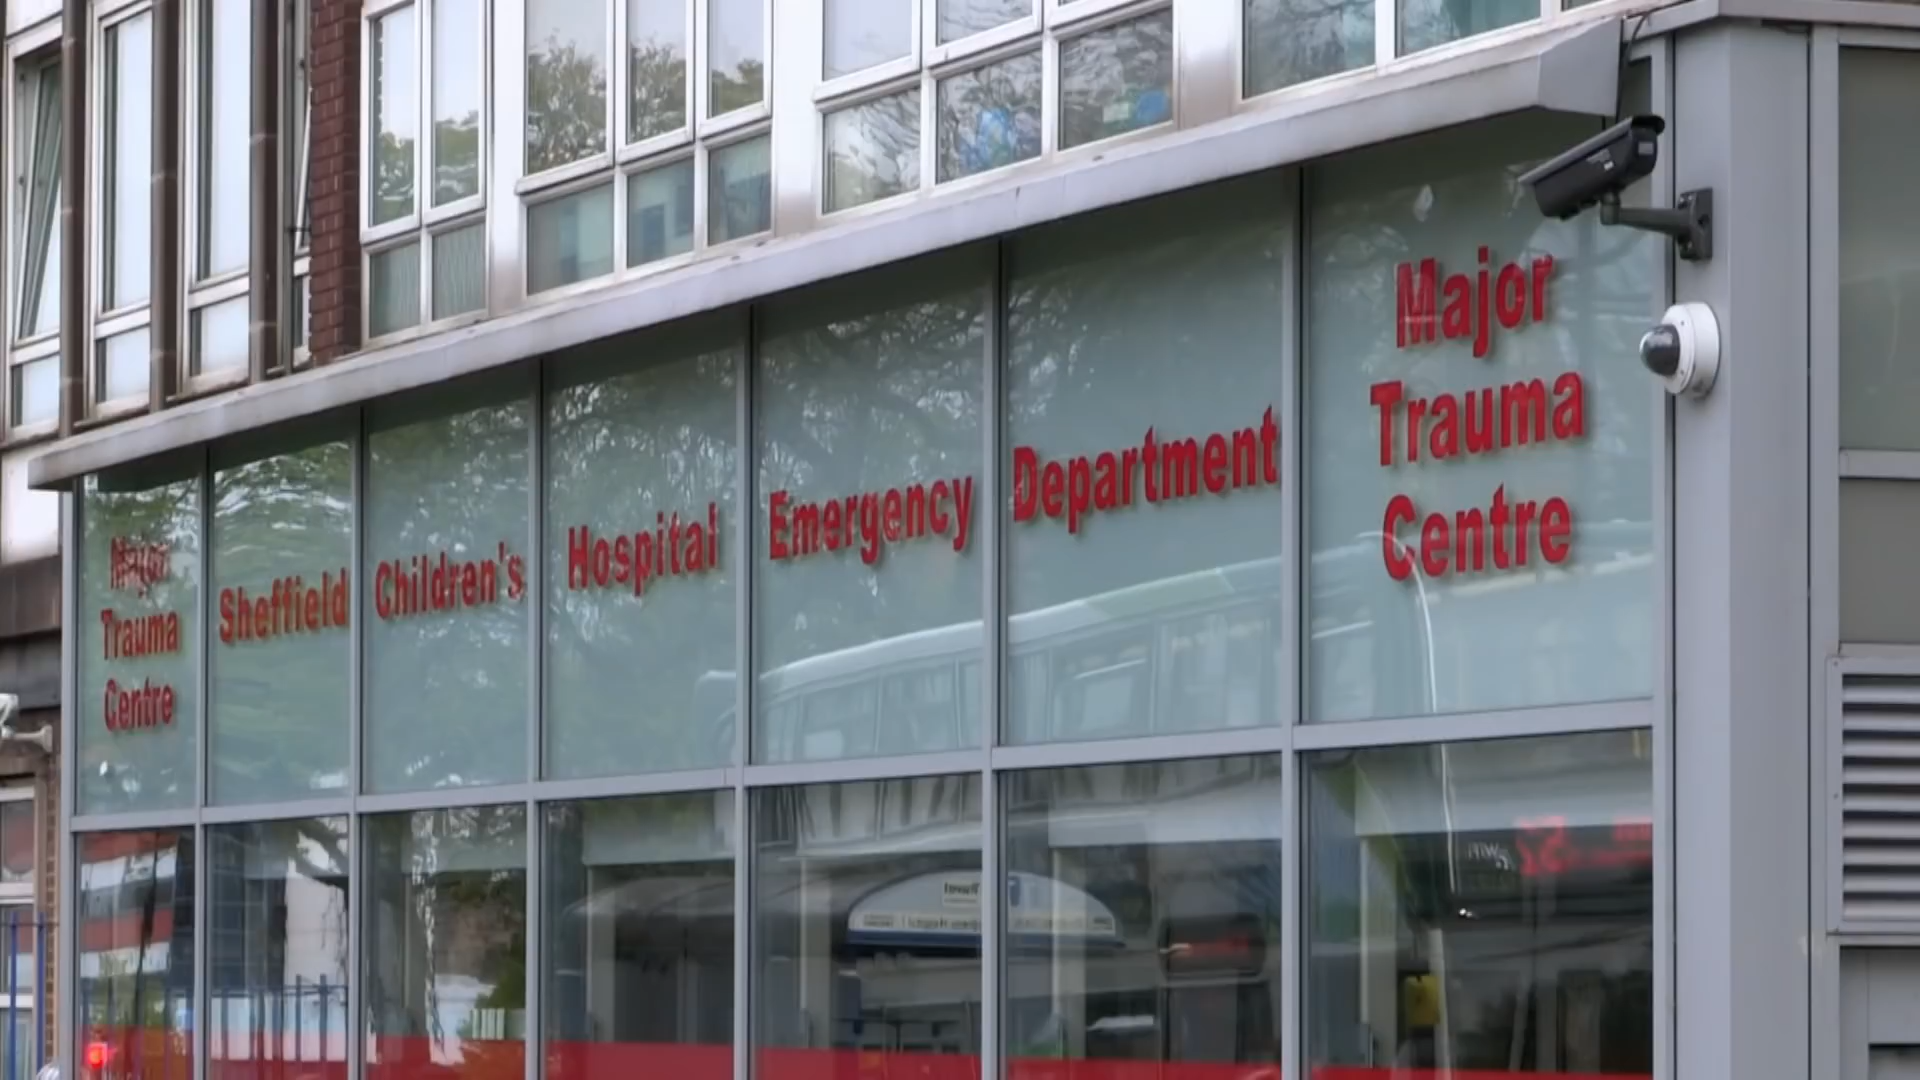 Major
Trauma
Centre
Sheffield Children's Hospital Emergency Department
Major
Trauma
Centre